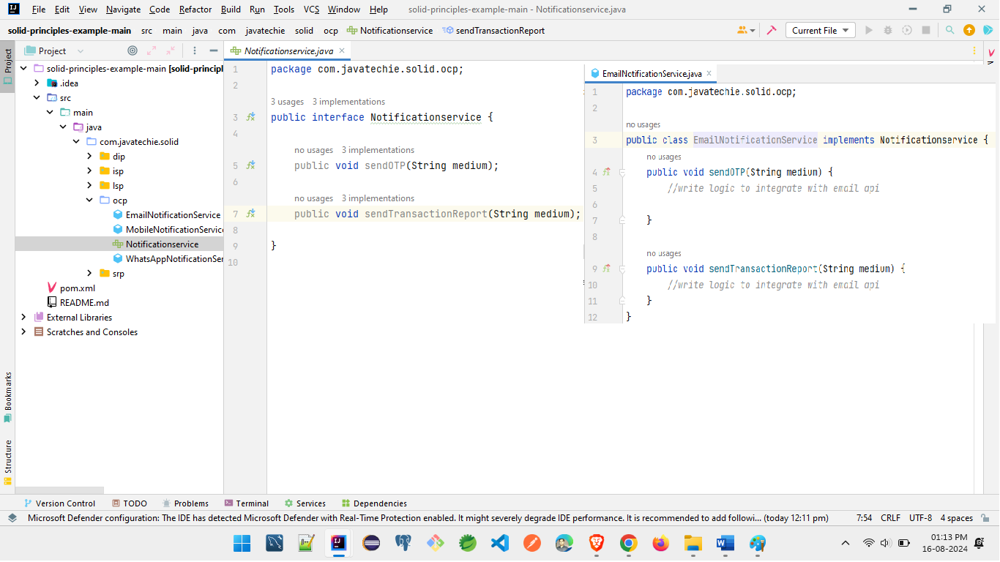 File Edit View Navigate Code Refactor Build Run Tools VCS Window Help solid-principles-example-main - Notificationservice.java
solid-principles-example-main src main java com javatechie solid ocp Notificationservice sendTransactionReport Current File
Project
Project
solid-principles-example-main [solid-princip
.idea
src
main
java
com.javatechie.solid
dip
isp
lsp
ocp
EmailNotificationService
MobileNotificationService
Notificationservice
WhatsAppNotificationSer
srp
pom.xml
README.md
External Libraries
Scratches and Consoles
Bookmarks
Structure
Notificationservice.java
1 package com.javatechie.solid.ocp;
2
3 usages 3 implementations
3 public interface Notificationservice {
4
no usages 3 implementations
5 public void sendOTP(String medium);
6
no usages 3 implementations
7 public void sendTransactionReport(String medium);
8
9 }
10
EmailNotificationService.java
1 package com.javatechie.solid.ocp;
2
no usages
3 public class EmailNotificationService implements Notificationservice {
no usages
4 public void sendOTP(String medium) {
5 //write logic to integrate with email api
6
7 }
8
no usages
9 public void sendTransactionReport(String medium) {
10 //write logic to integrate with email api
11 }
12 }
Version Control TODO Problems Terminal Services Dependencies
Microsoft Defender configuration: The IDE has detected Microsoft Defender with Real-Time Protection enabled. It might severely degrade IDE performance. It is recommended to add followi... (today 12:11 pm) 7:54 CRLF UTF-8 4 spaces
01:13 PM
16-08-2024